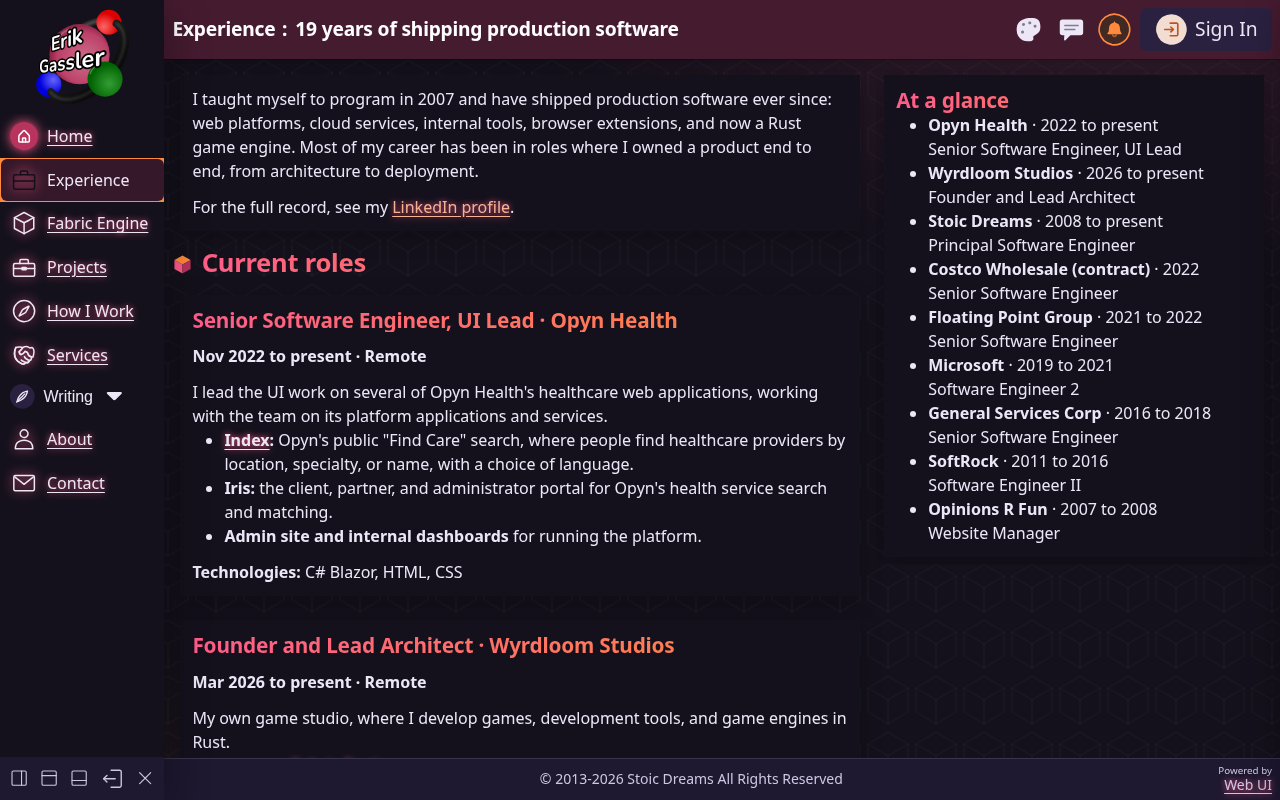 Erik
Gassler
Home
Experience
Fabric Engine
Projects
How I Work
Services
Writing
About
Contact
Experience : 19 years of shipping production software
Sign In
I taught myself to program in 2007 and have shipped production software ever since:
web platforms, cloud services, internal tools, browser extensions, and now a Rust
game engine. Most of my career has been in roles where I owned a product end to
end, from architecture to deployment.
For the full record, see my LinkedIn profile.
Current roles
Senior Software Engineer, UI Lead · Opyn Health
Nov 2022 to present · Remote
I lead the UI work on several of Opyn Health's healthcare web applications, working
with the team on its platform applications and services.
Index: Opyn's public "Find Care" search, where people find healthcare providers by
location, specialty, or name, with a choice of language.
Iris: the client, partner, and administrator portal for Opyn's health service search
and matching.
Admin site and internal dashboards for running the platform.
Technologies: C# Blazor, HTML, CSS
Founder and Lead Architect · Wyrdloom Studios
Mar 2026 to present · Remote
My own game studio, where I develop games, development tools, and game engines in
Rust.
At a glance
Opyn Health · 2022 to present
Senior Software Engineer, UI Lead
Wyrdloom Studios · 2026 to present
Founder and Lead Architect
Stoic Dreams · 2008 to present
Principal Software Engineer
Costco Wholesale (contract) · 2022
Senior Software Engineer
Floating Point Group · 2021 to 2022
Senior Software Engineer
Microsoft · 2019 to 2021
Software Engineer 2
General Services Corp · 2016 to 2018
Senior Software Engineer
SoftRock · 2011 to 2016
Software Engineer II
Opinions R Fun · 2007 to 2008
Website Manager
© 2013-2026 Stoic Dreams All Rights Reserved
Powered by
Web UI